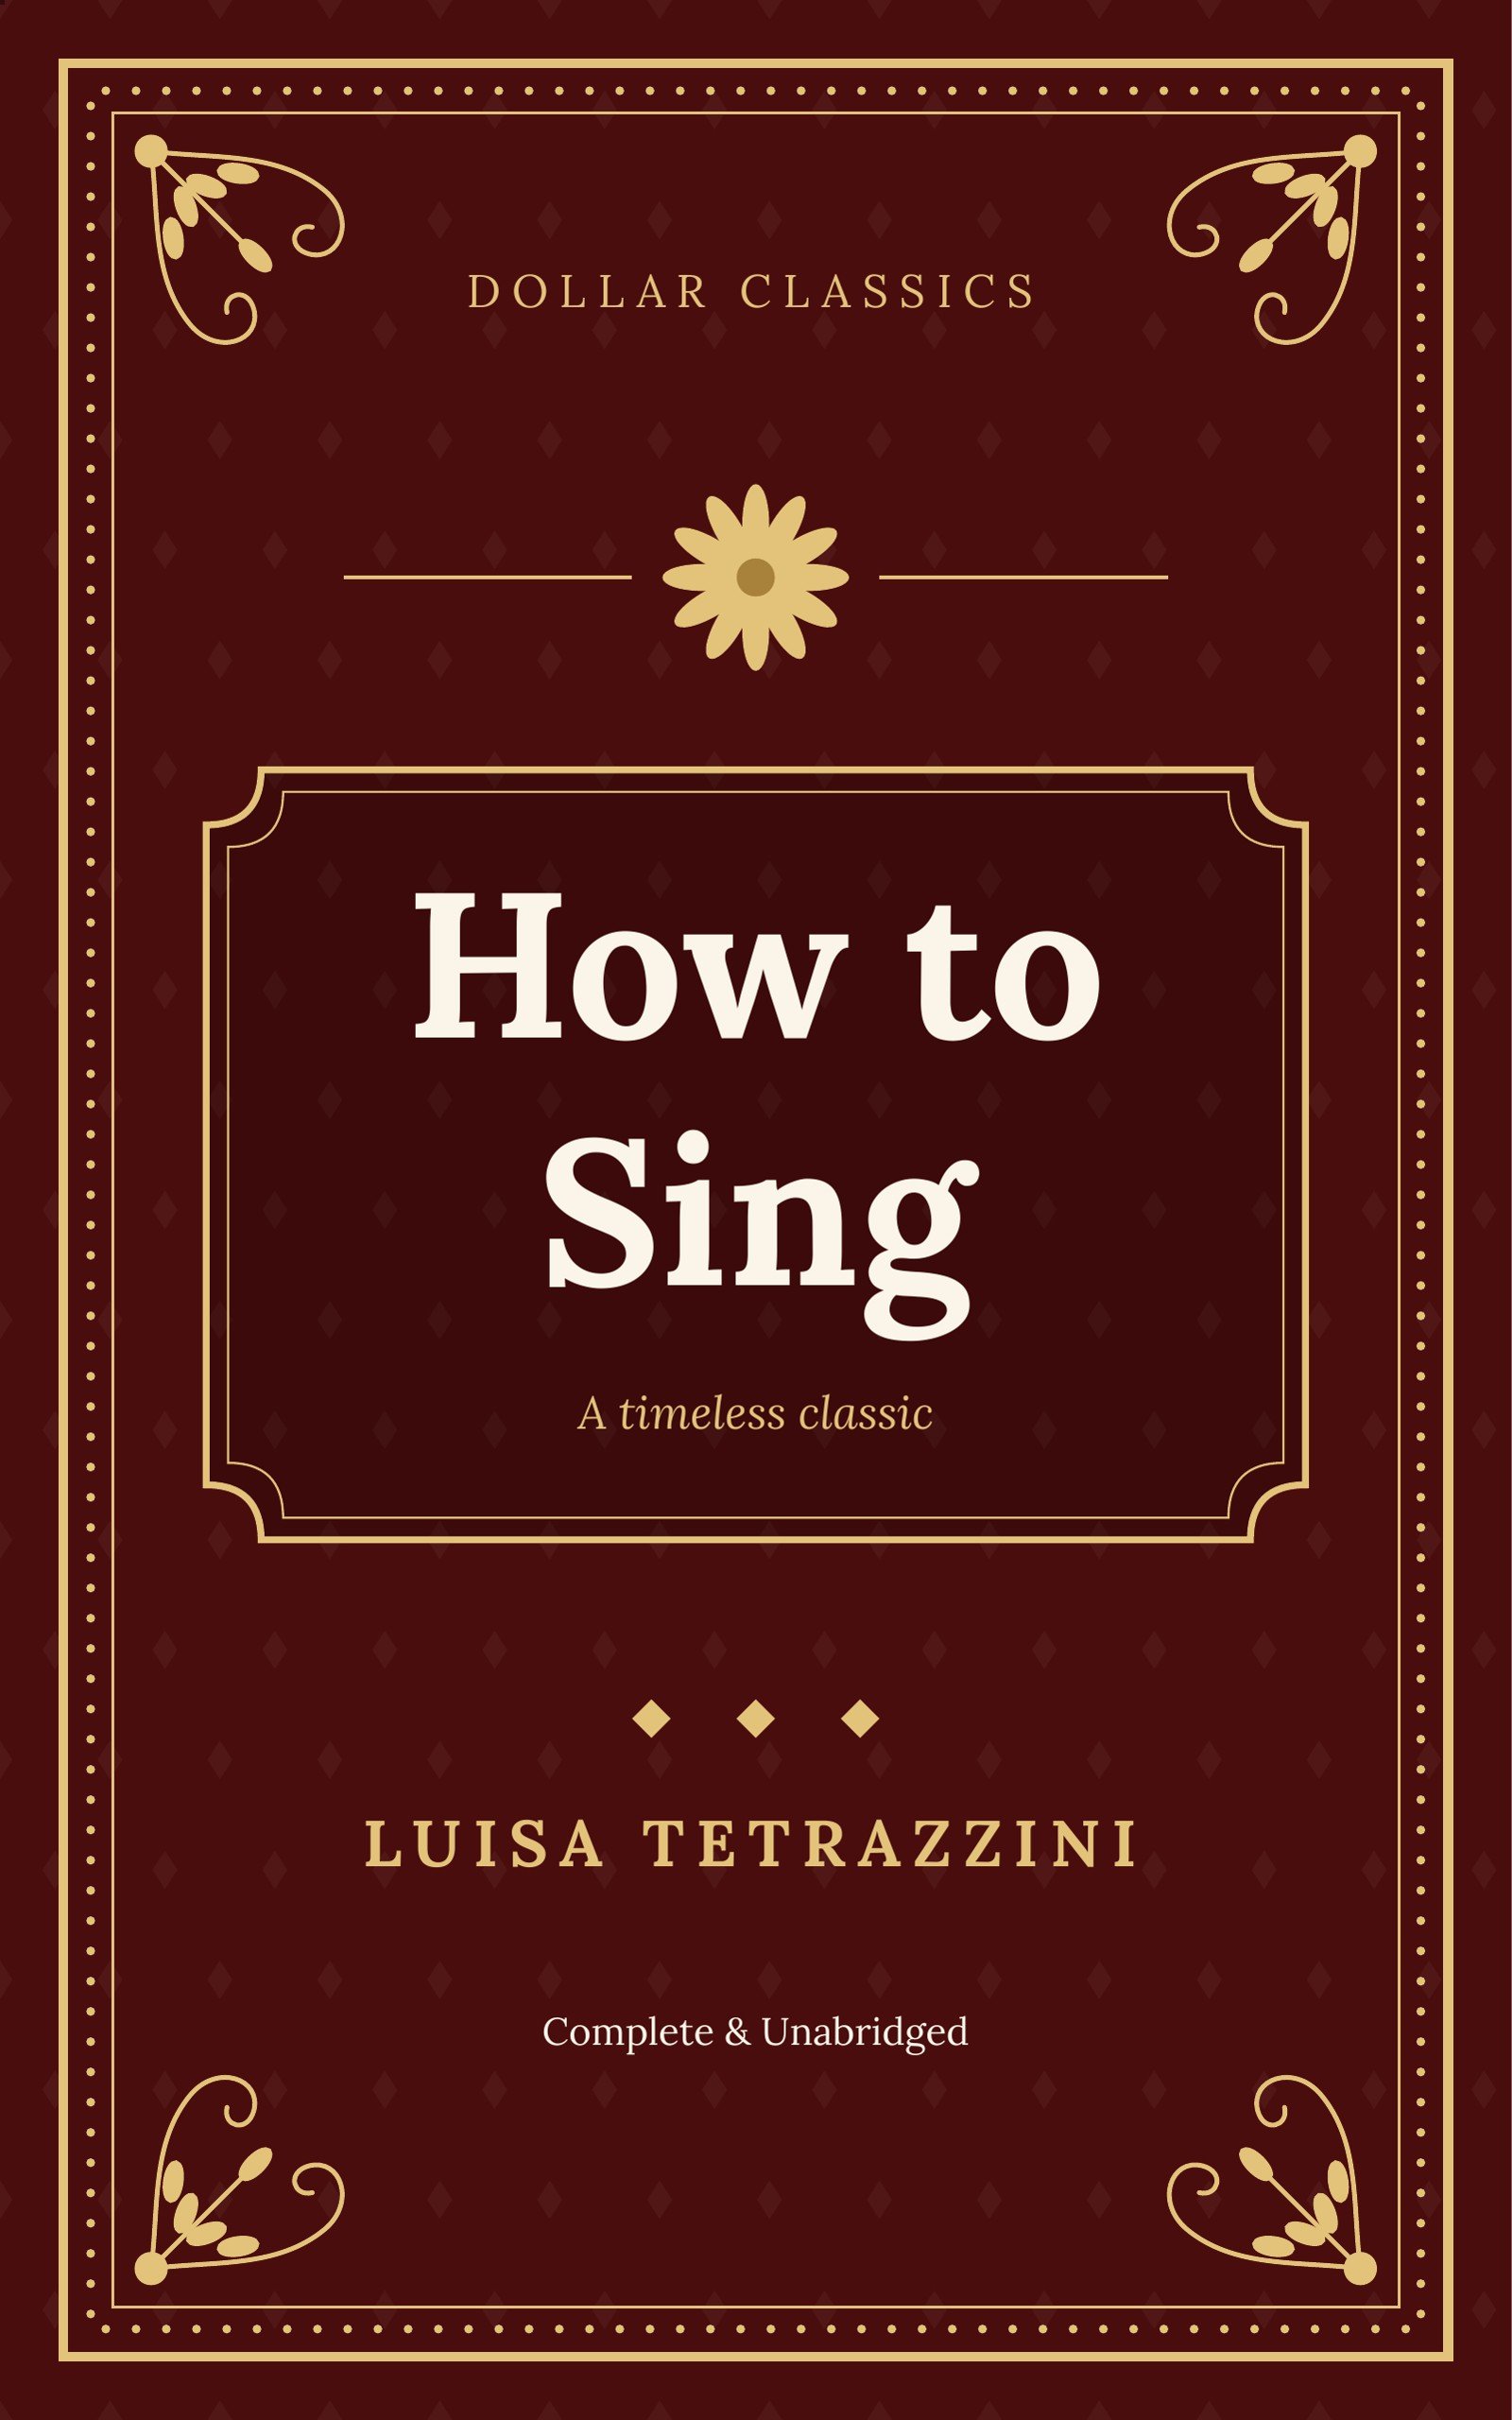 DOLLAR CLASSICS
How to
Sing
A timeless classic
LUISA TETRAZZINI
Complete & Unabridged